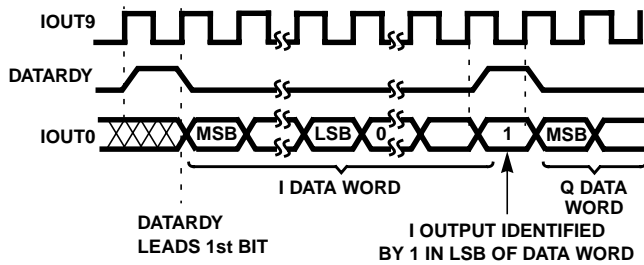 IOUT9
DATARDY
IOUT0 MSB LSB 0 1 MSB
I DATA WORD Q DATA
WORD
DATARDY
LEADS 1st BIT
I OUTPUT IDENTIFIED
BY 1 IN LSB OF DATA WORD